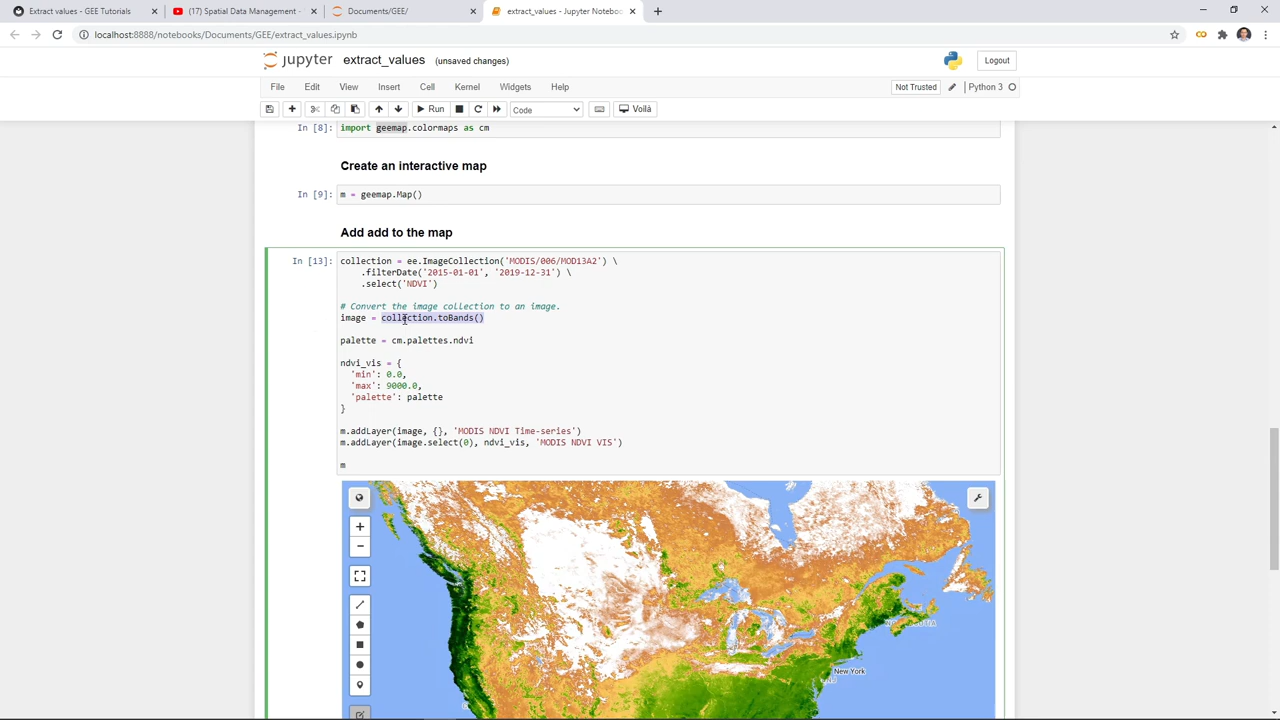 Extract values - GEE Tutorials
(17) Spatial Data Management -
Documents/GEE/
extract_values - Jupyter Noteboo
localhost:8888/notebooks/Documents/GEE/extract_values.ipynb
jupyter extract_values (unsaved changes)
Logout
File Edit View Insert Cell Kernel Widgets Help
Not Trusted
Python 3
Run
Code
Voilà
In [8]: import geemap.colormaps as cm
Create an interactive map
In [9]: m = geemap.Map()
Add add to the map
In [13]: collection = ee.ImageCollection('MODIS/006/MOD13A2') \
.filterDate('2015-01-01', '2019-12-31') \
.select('NDVI')
# Convert the image collection to an image.
image = collection.toBands()
palette = cm.palettes.ndvi
ndvi_vis = {
'min': 0.0,
'max': 9000.0,
'palette': palette
}
m.addLayer(image, {}, 'MODIS NDVI Time-series')
m.addLayer(image.select(0), ndvi_vis, 'MODIS NDVI VIS')
m
New York